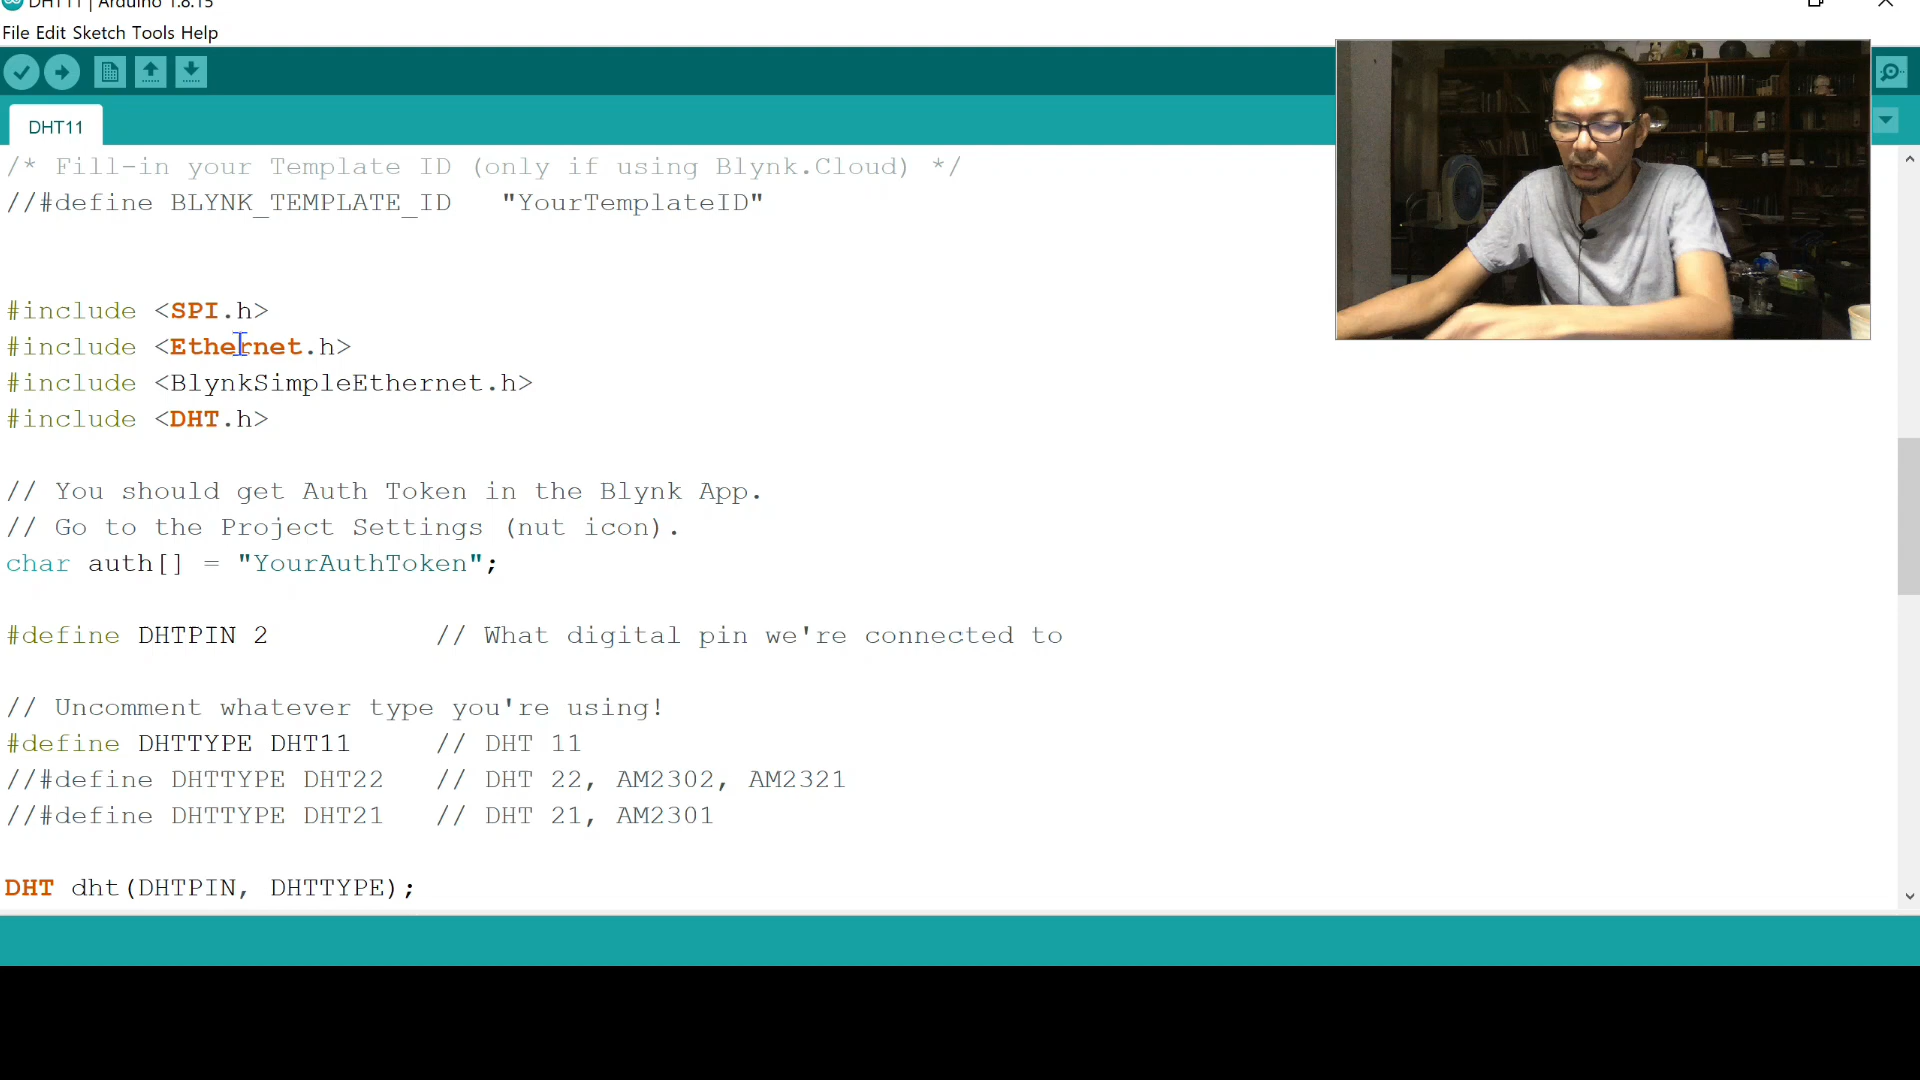 DHT11 | Arduino 1.8.15
File Edit Sketch Tools Help
DHT11
/* Fill-in your Template ID (only if using Blynk.Cloud) */
//#define BLYNK_TEMPLATE_ID   "YourTemplateID"
#include <SPI.h>
#include <Ethernet.h>
#include <BlynkSimpleEthernet.h>
#include <DHT.h>
// You should get Auth Token in the Blynk App.
// Go to the Project Settings (nut icon).
char auth[] = "YourAuthToken";
#define DHTPIN 2          // What digital pin we're connected to
// Uncomment whatever type you're using!
#define DHTTYPE DHT11     // DHT 11
//#define DHTTYPE DHT22   // DHT 22, AM2302, AM2321
//#define DHTTYPE DHT21   // DHT 21, AM2301
DHT dht(DHTPIN, DHTTYPE);